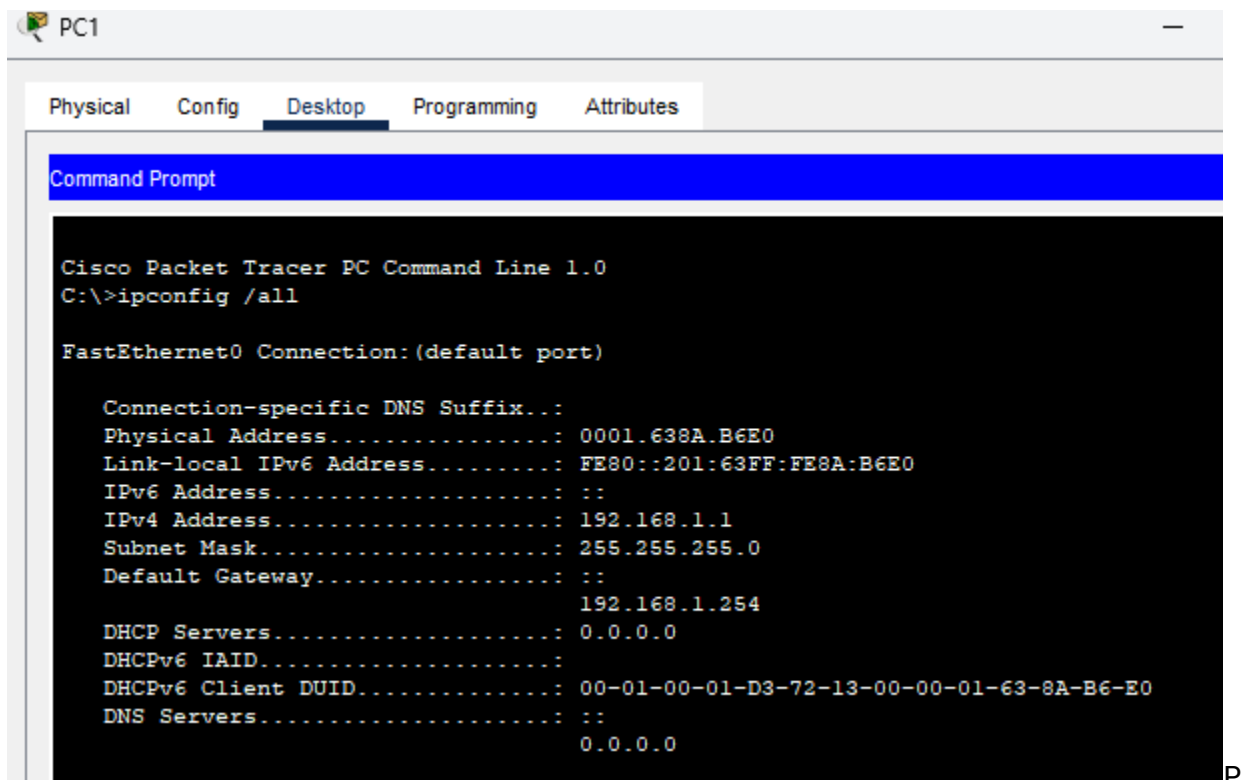 PC1
Physical Config Desktop Programming Attributes
Command Prompt
Cisco Packet Tracer PC Command Line 1.0
C:\>ipconfig /all
FastEthernet0 Connection:(default port)
Connection-specific DNS Suffix..:
Physical Address................: 0001.638A.B6E0
Link-local IPv6 Address.........: FE80::201:63FF:FE8A:B6E0
IPv6 Address....................: ::
IPv4 Address....................: 192.168.1.1
Subnet Mask.....................: 255.255.255.0
Default Gateway.................: ::
192.168.1.254
DHCP Servers....................: 0.0.0.0
DHCPv6 IAID.....................:
DHCPv6 Client DUID..............: 00-01-00-01-D3-72-13-00-00-01-63-8A-B6-E0
DNS Servers.....................: ::
0.0.0.0
P